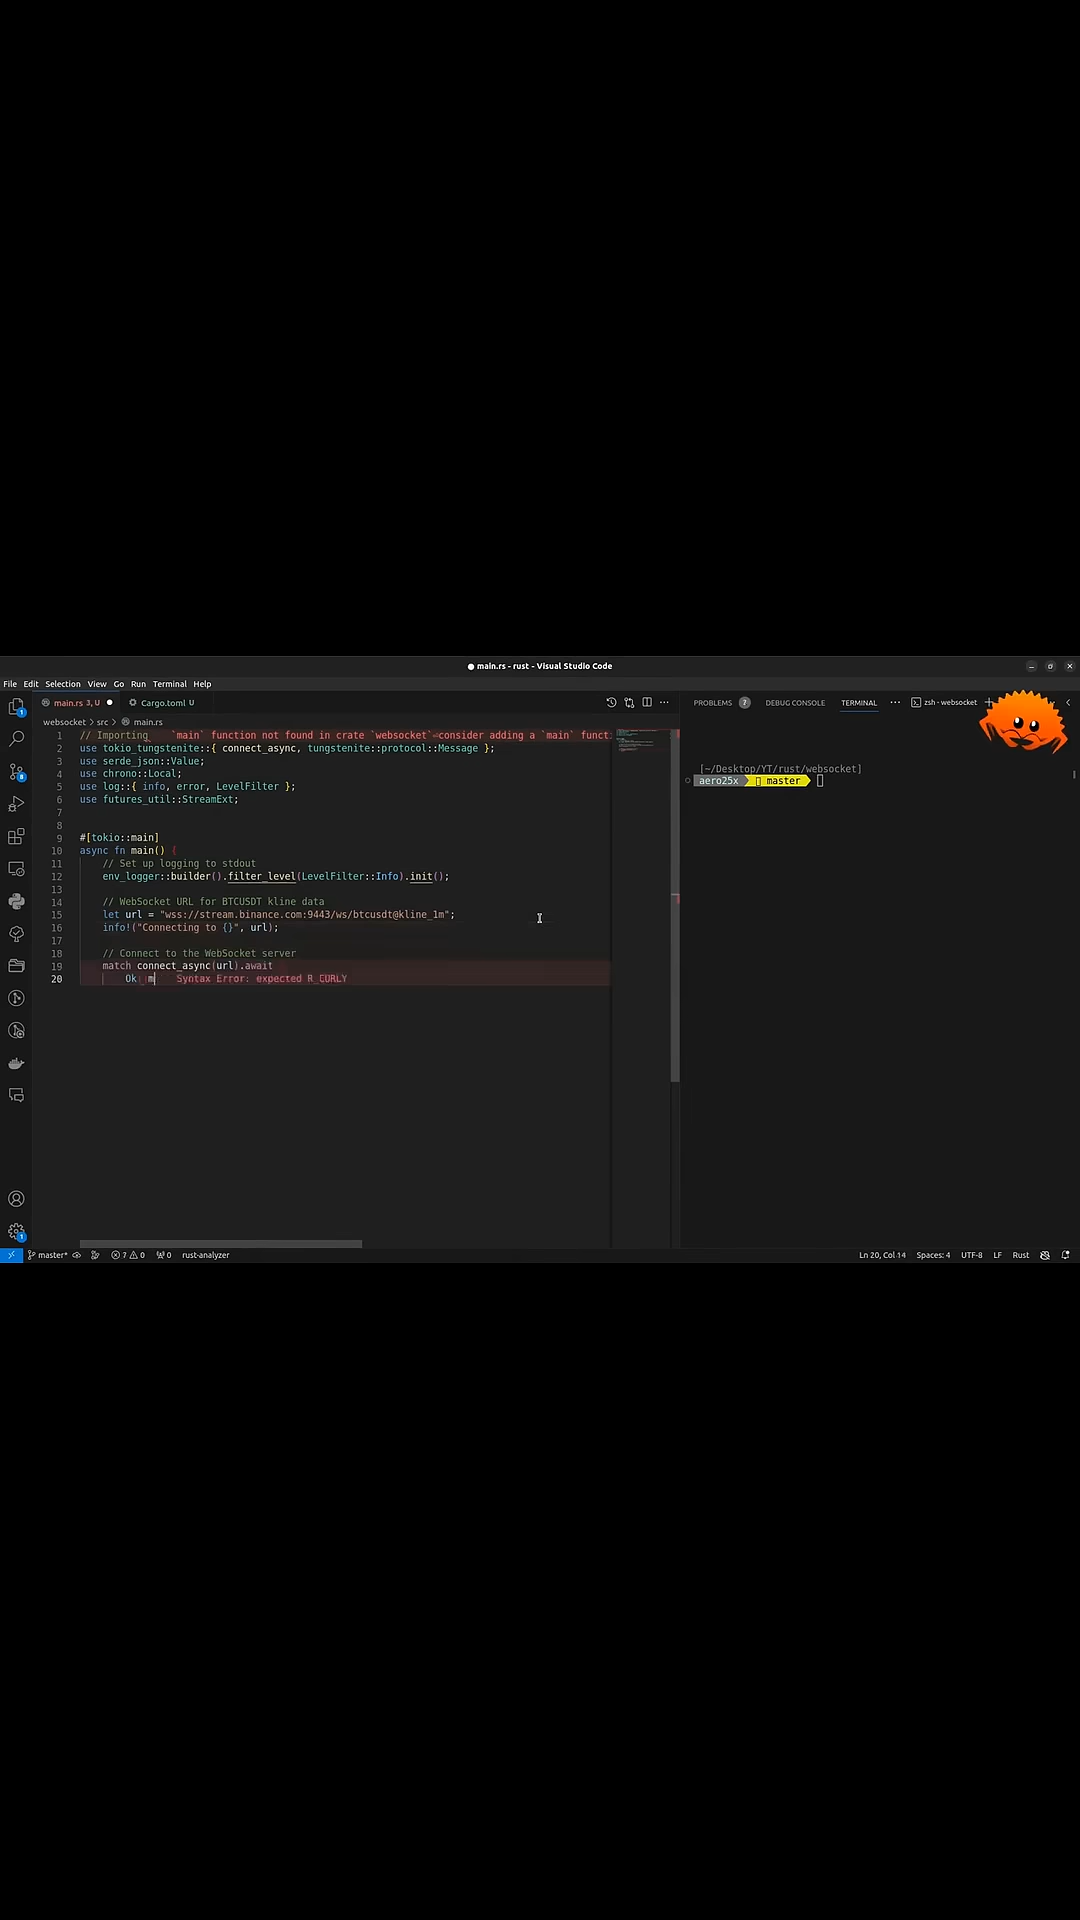 main.rs - rust - Visual Studio Code
File Edit Selection View Go Run Terminal Help
main.rs 3, U Cargo.toml U
PROBLEMS 7 DEBUG CONSOLE TERMINAL zsh - websocket
websocket > src > main.rs
1 // Importing `main` function not found in crate `websocket` consider adding a `main` funct
2 use tokio_tungstenite::{ connect_async, tungstenite::protocol::Message };
3 use serde_json::Value;
4 use chrono::Local;
5 use log::{ info, error, LevelFilter };
6 use futures_util::StreamExt;
7
8
9 #[tokio::main]
10 async fn main() {
11 // Set up logging to stdout
12 env_logger::builder().filter_level(LevelFilter::Info).init();
13
14 // WebSocket URL for BTCUSDT kline data
15 let url = "wss://stream.binance.com:9443/ws/btcusdt@kline_1m";
16 info!("Connecting to {}", url);
17
18 // Connect to the WebSocket server
19 match connect_async(url).await
20 Ok m Syntax Error: expected R_CURLY
[~/Desktop/YT/rust/websocket]
aero25x master
master* 7 0 0 rust-analyzer Ln 20, Col 14 Spaces: 4 UTF-8 LF Rust